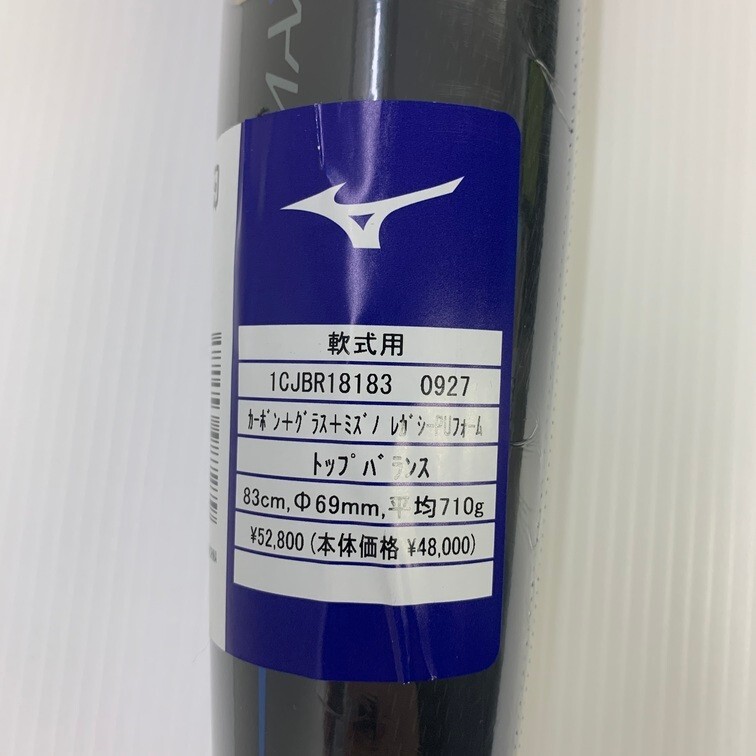 軟式用
1CJBR18183 0927
ｶｰﾎﾞﾝ+ｸﾞﾗｽ+ﾐｽﾞﾉ ﾚｶﾞｼｰPUﾌｫｰﾑ
ﾄｯﾌﾟﾊﾞﾗﾝｽ
83cm,Φ69mm,平均710g
¥52,800(本体価格 ¥48,000)